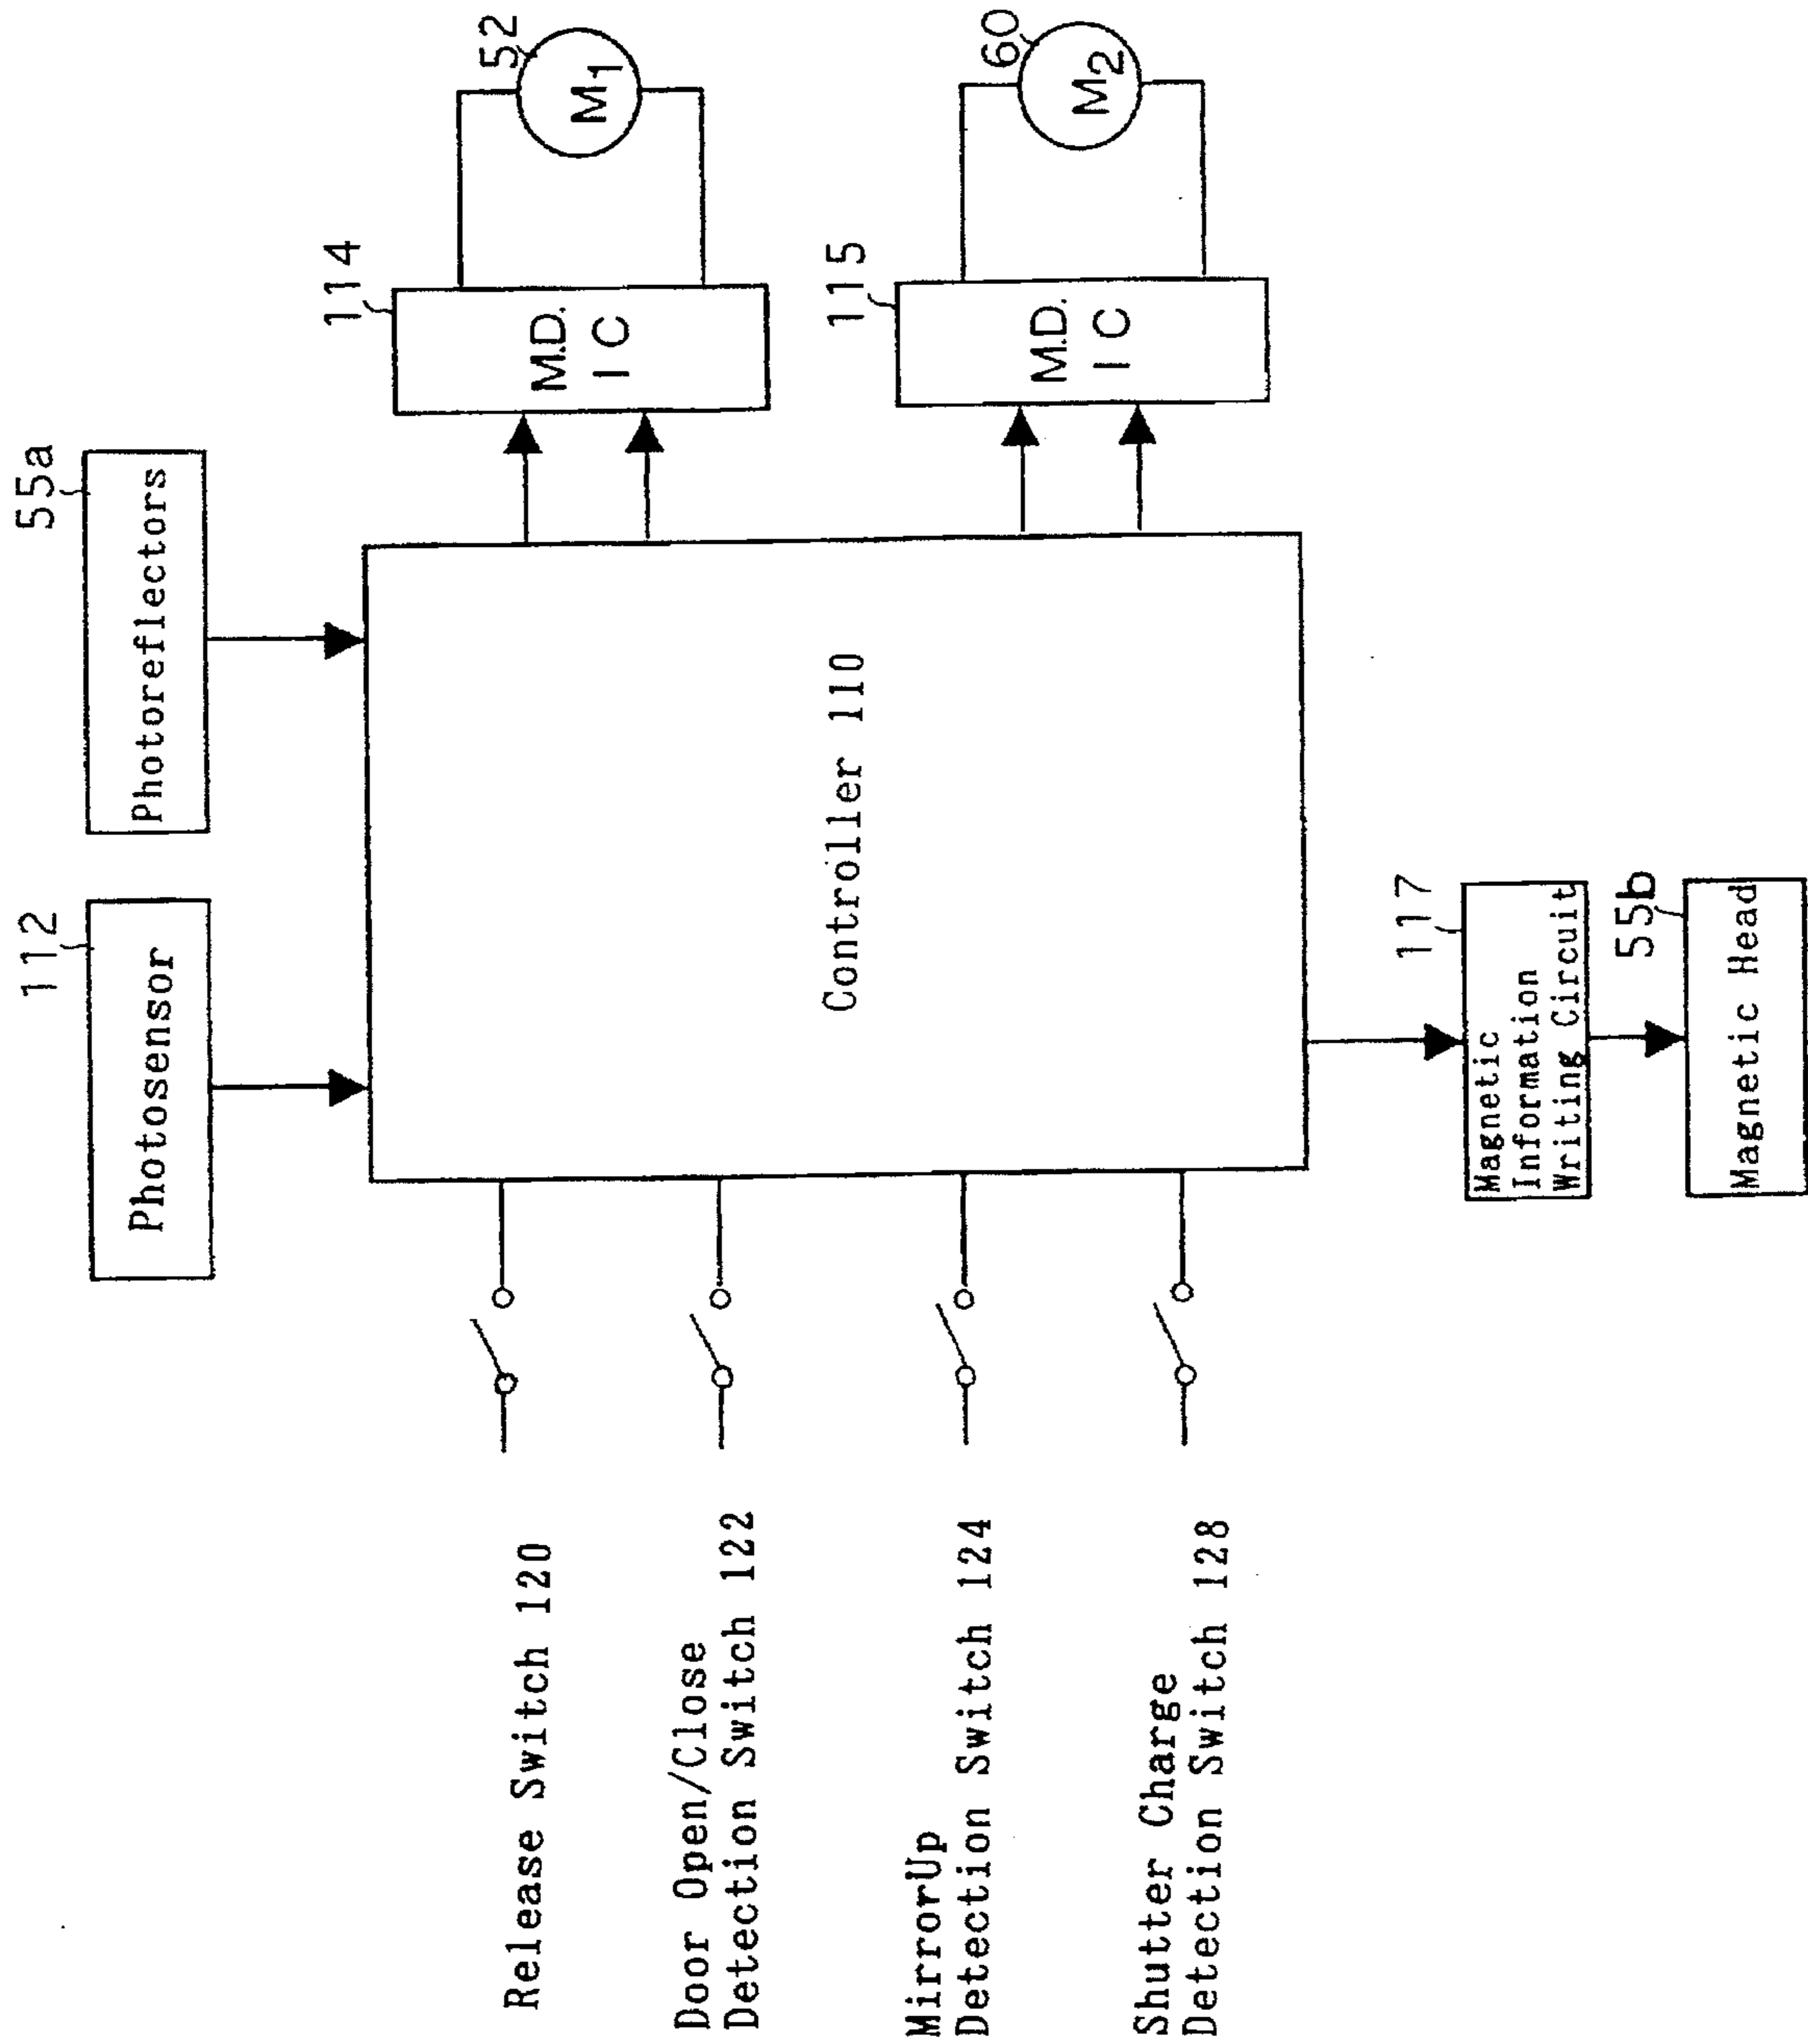 112
Photosensor
55a
Photoreflectors
Release Switch 120
Door Open/Close
Detection Switch 122
MirrorUp
Detection Switch 124
Shutter Charge
Detection Switch 128
Controller 110
114
M.D.
IC
52
M1
115
M.D.
IC
60
M2
117
Magnetic
Information
Writing Circuit
55b
Magnetic Head